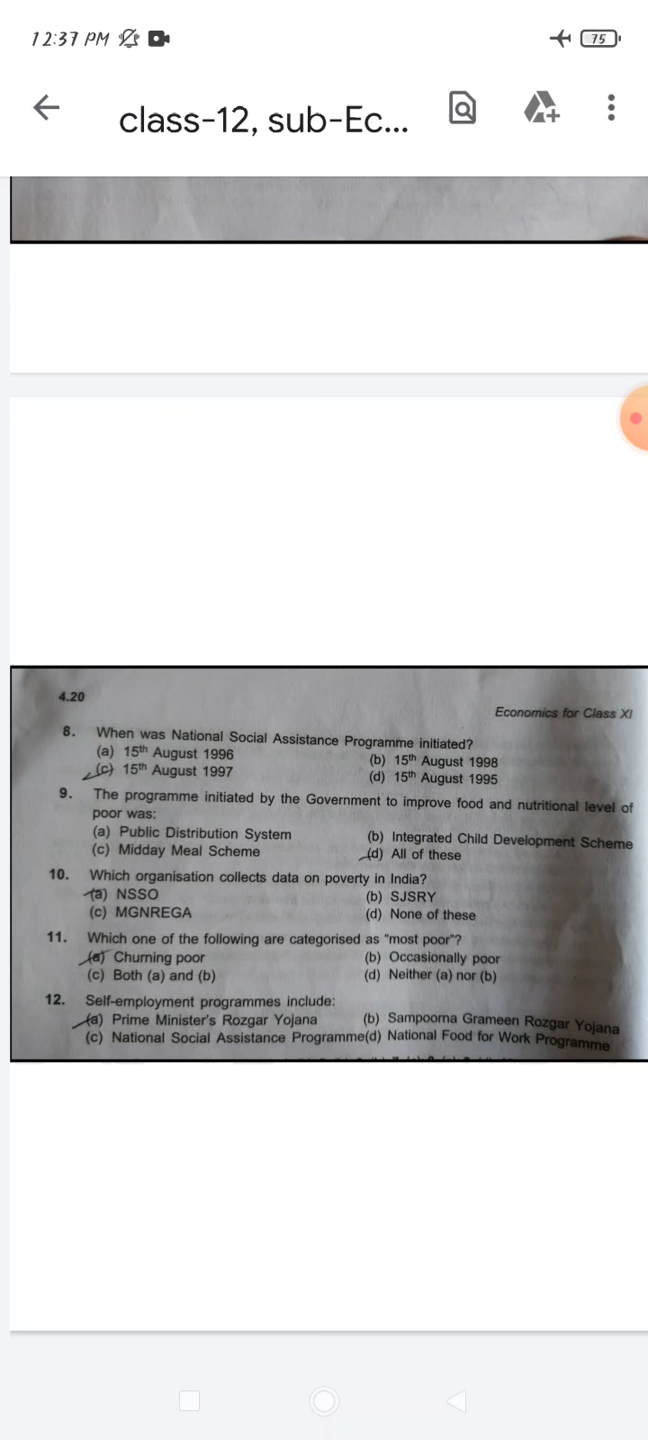 12:37 PM
75
class-12, sub-Ec...
4.20
Economics for Class XI
8. When was National Social Assistance Programme initiated?
(a) 15th August 1996 (b) 15th August 1998
(c) 15th August 1997 (d) 15th August 1995
9. The programme initiated by the Government to improve food and nutritional level of
poor was:
(a) Public Distribution System (b) Integrated Child Development Scheme
(c) Midday Meal Scheme (d) All of these
10. Which organisation collects data on poverty in India?
(a) NSSO (b) SJSRY
(c) MGNREGA (d) None of these
11. Which one of the following are categorised as "most poor"?
(a) Churning poor (b) Occasionally poor
(c) Both (a) and (b) (d) Neither (a) nor (b)
12. Self-employment programmes include:
(a) Prime Minister's Rozgar Yojana (b) Sampoorna Grameen Rozgar Yojana
(c) National Social Assistance Programme(d) National Food for Work Programme